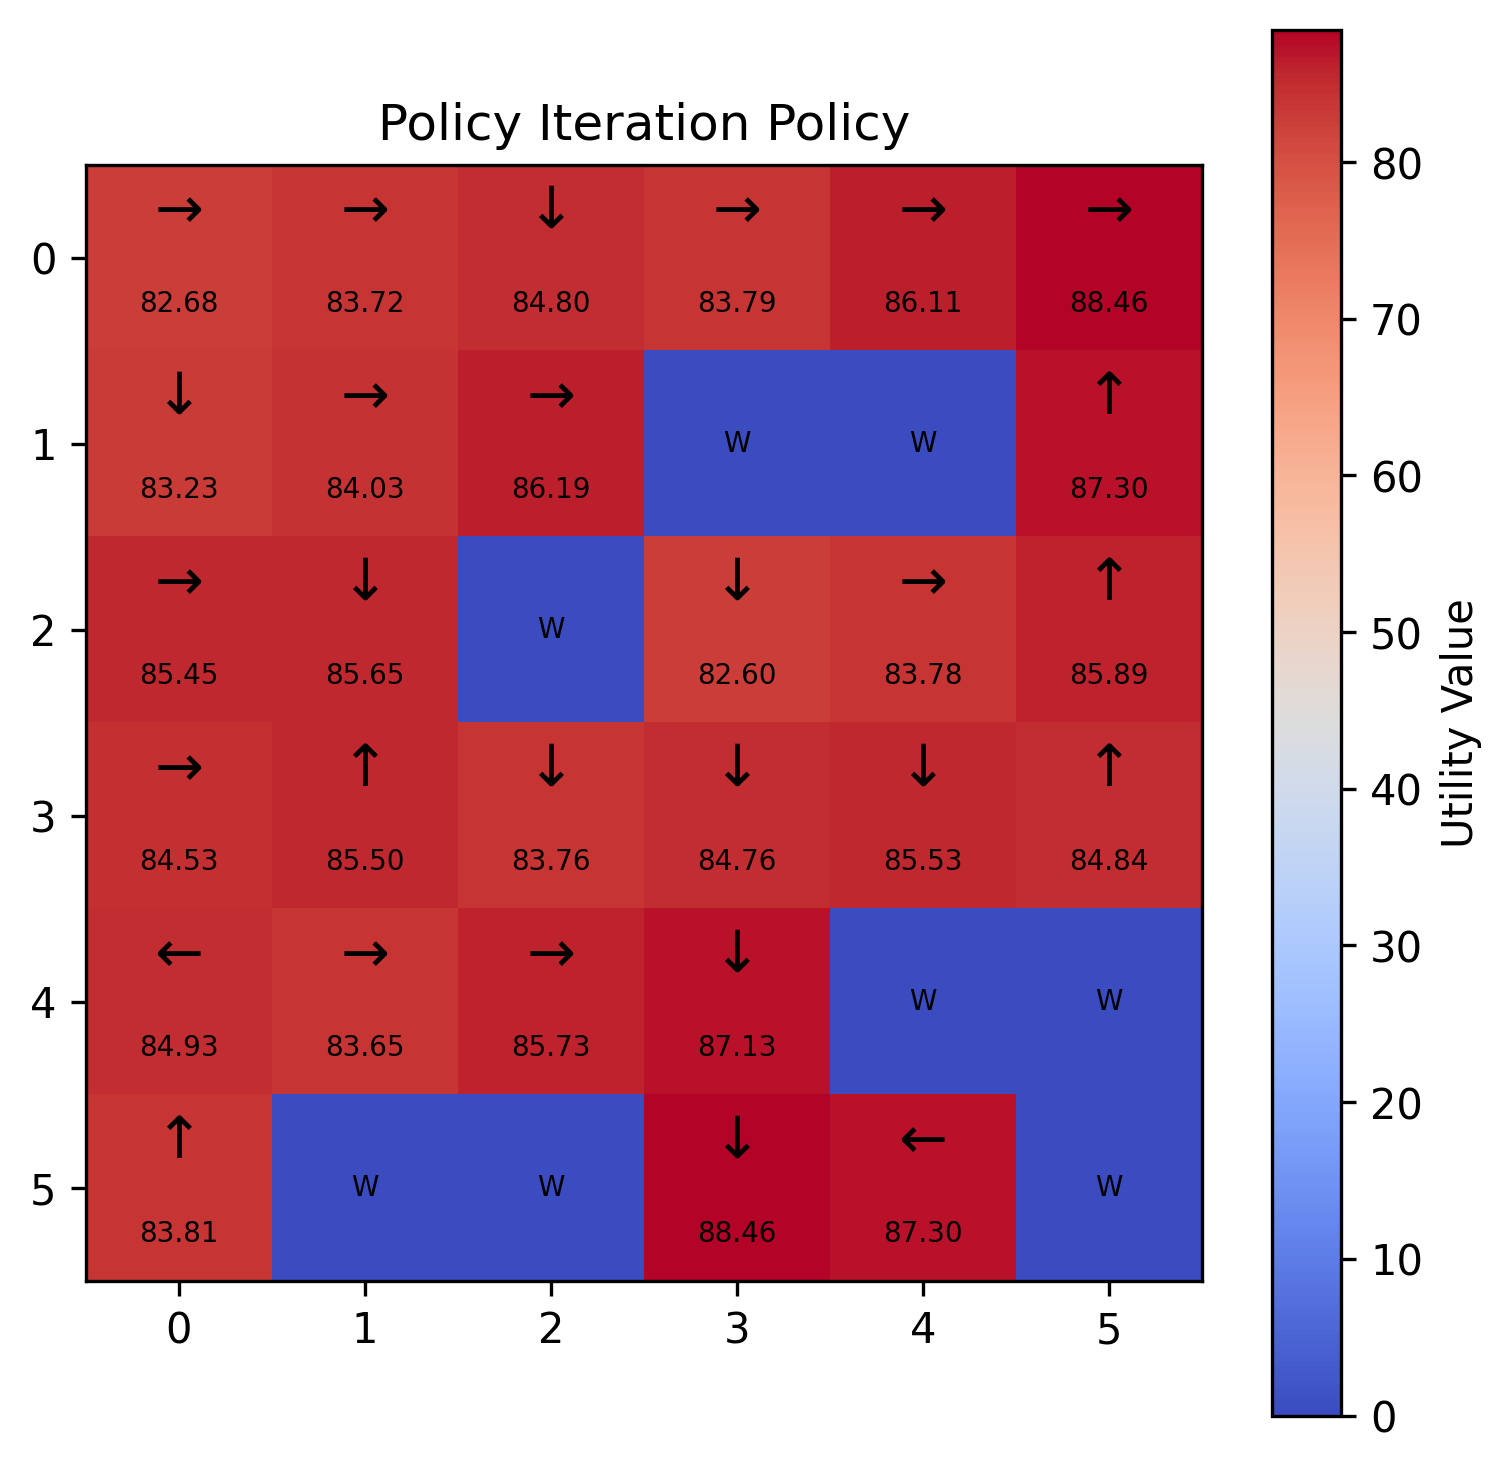 Policy Iteration Policy
→ → ↓ → → →
0 82.68 83.72 84.80 83.79 86.11 88.46
↓ → → ↑
1 W W
83.23 84.03 86.19 87.30
→ ↓ ↓ → ↑
2 W
85.45 85.65 82.60 83.78 85.89
→ ↑ ↓ ↓ ↓ ↑
3
84.53 85.50 83.76 84.76 85.53 84.84
← → → ↓
4 W W
84.93 83.65 85.73 87.13
↑ ↓ ←
5 W W W
83.81 88.46 87.30
0 1 2 3 4 5
80
70
60
50
40
30
20
10
0
Utility Value